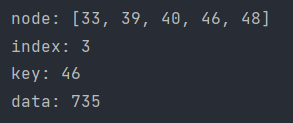 node: [33, 39, 40, 46, 48]
index: 3
key: 46
data: 735